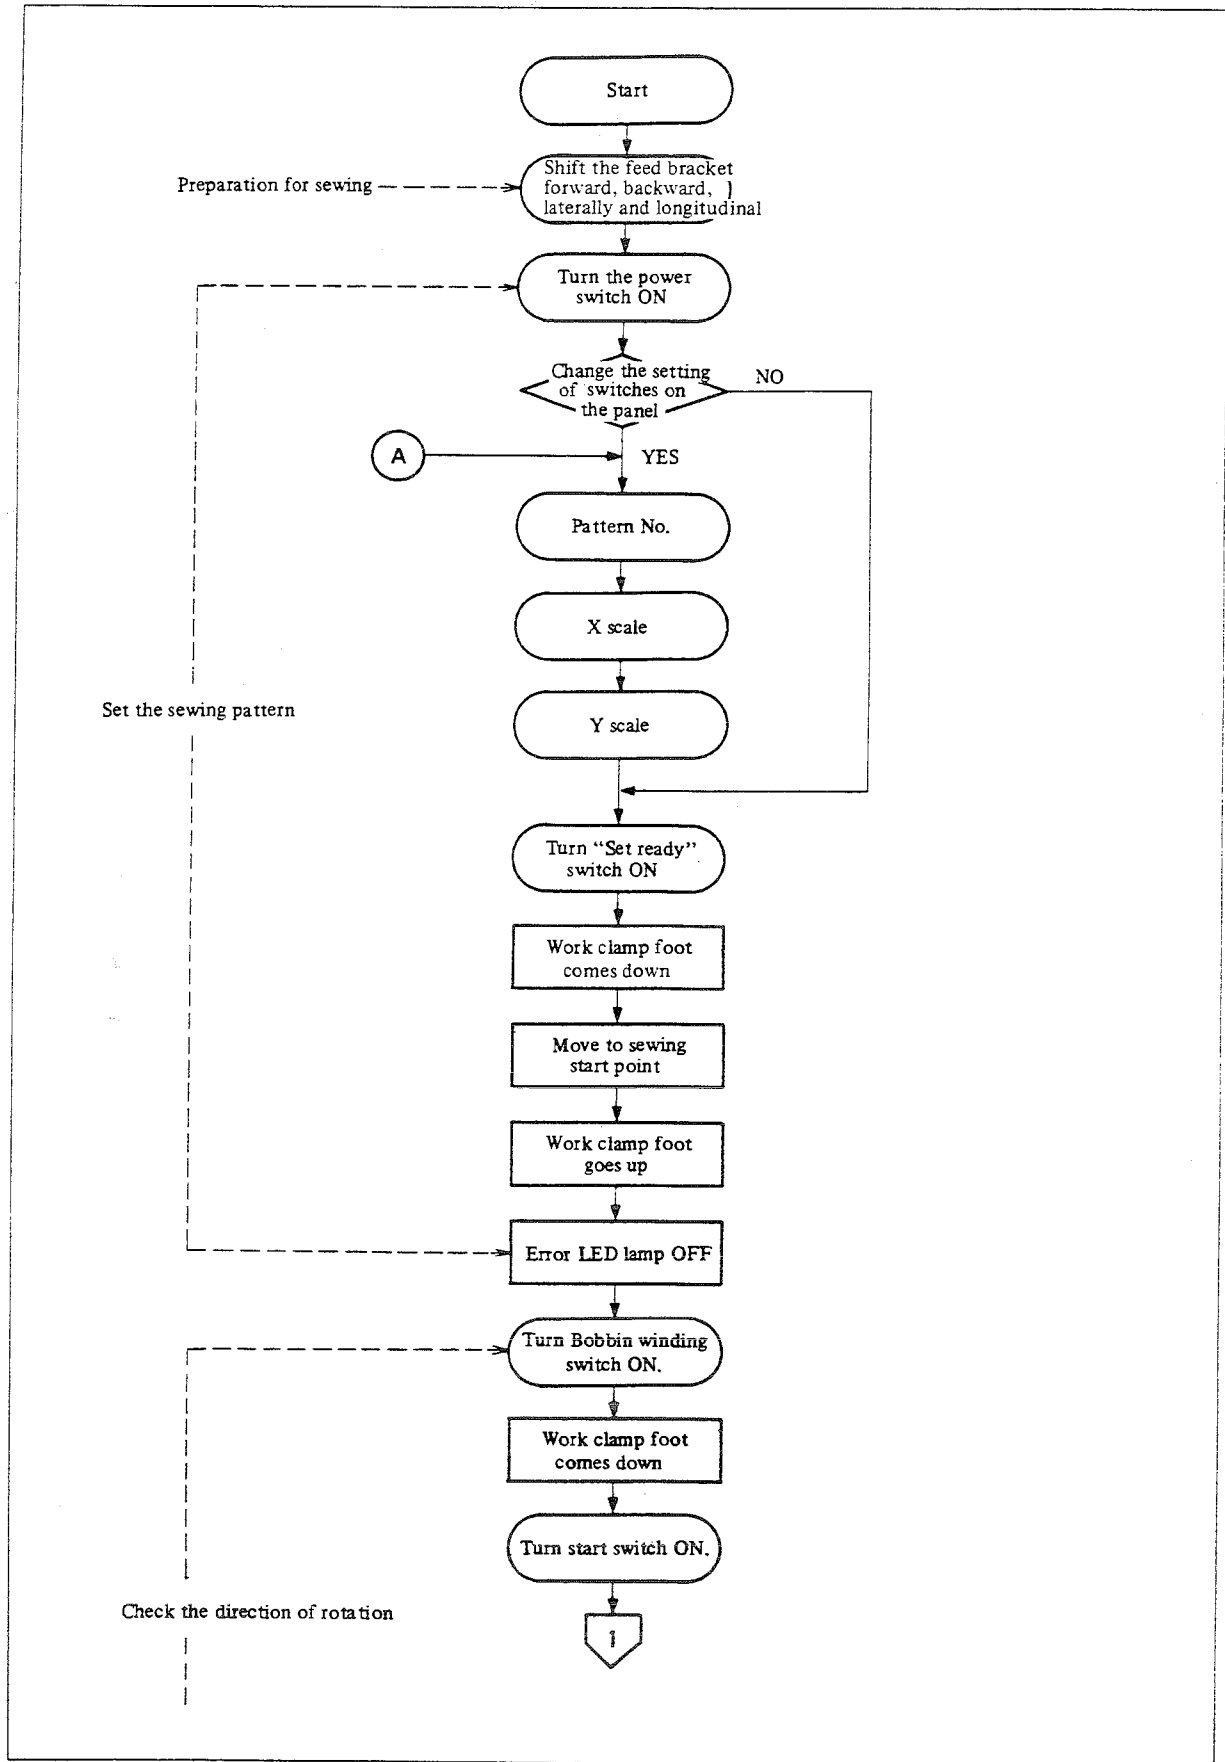 Start
Preparation for sewing
Shift the feed bracket
forward, backward,
laterally and longitudinal
Turn the power
switch ON
Change the setting
of switches on
the panel
NO
A
YES
Pattern No.
X scale
Set the sewing pattern
Y scale
Turn "Set ready"
switch ON
Work clamp foot
comes down
Move to sewing
start point
Work clamp foot
goes up
Error LED lamp OFF
Turn Bobbin winding
switch ON.
Work clamp foot
comes down
Turn start switch ON.
Check the direction of rotation
1